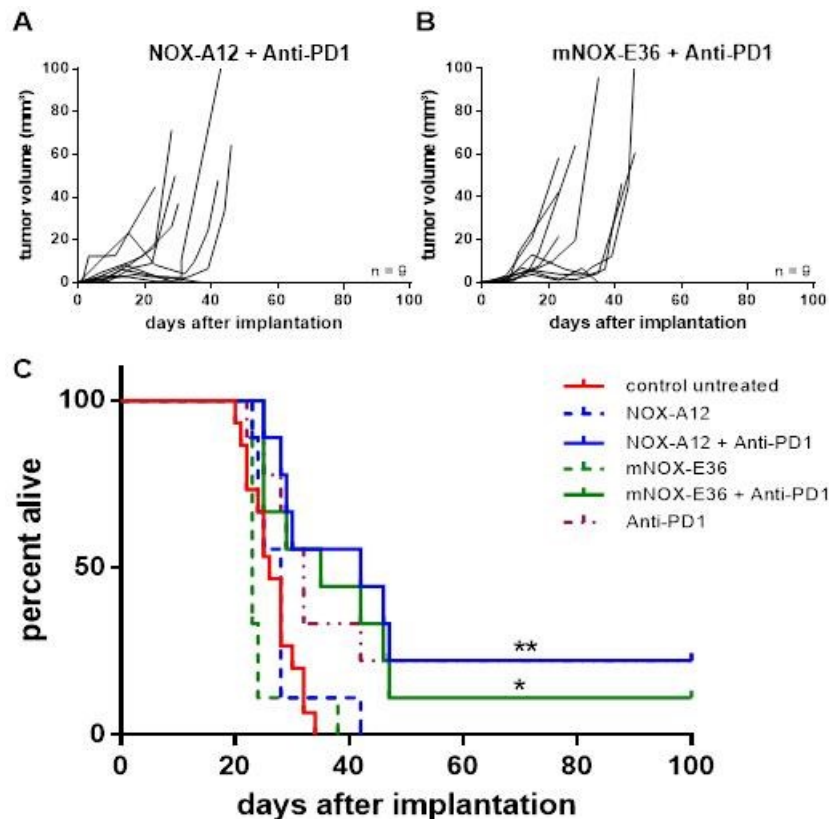 A
NOX-A12 + Anti-PD1
tumor volume (mm³)
100
80
60
40
20
0
0 20 40 60 80 100
n = 9
days after implantation
B
mNOX-E36 + Anti-PD1
tumor volume (mm³)
100
80
60
40
20
0
0 20 40 60 80 100
n = 9
days after implantation
C
percent alive
100
50
0
0 20 40 60 80 100
days after implantation
control untreated
NOX-A12
NOX-A12 + Anti-PD1
mNOX-E36
mNOX-E36 + Anti-PD1
Anti-PD1
**
*